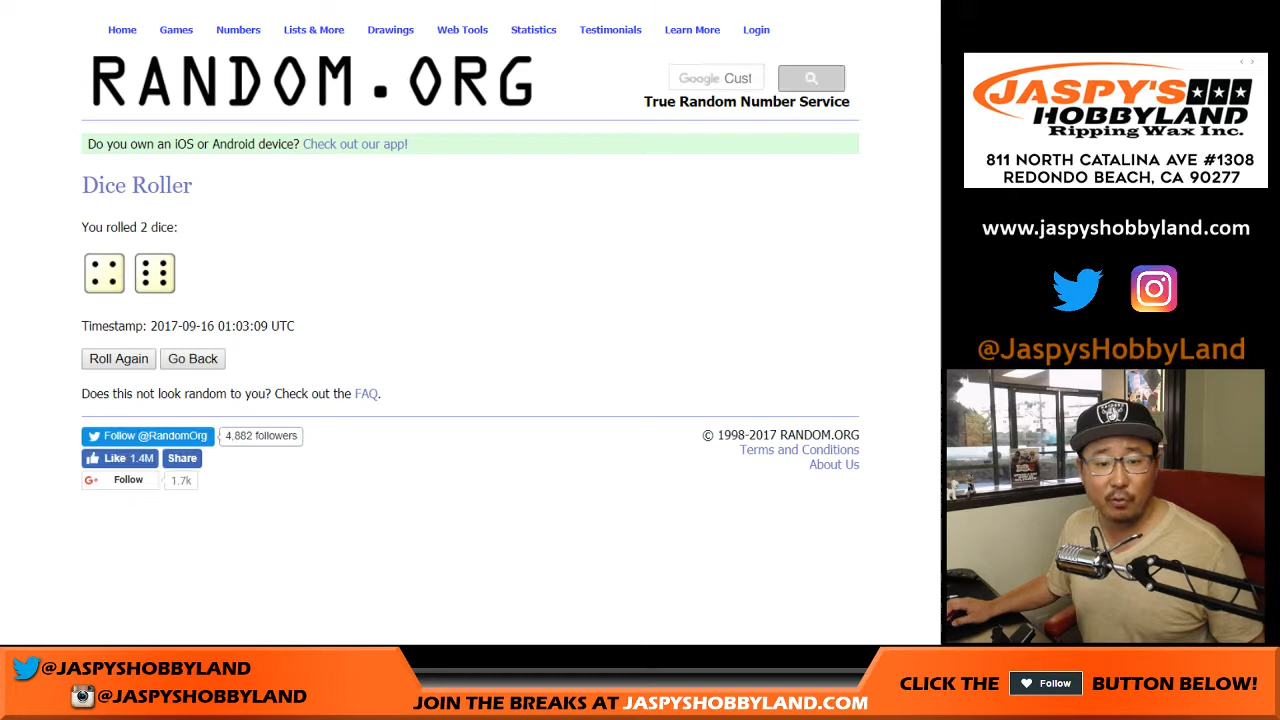 Home Games Numbers Lists & More Drawings Web Tools Statistics Testimonials Learn More Login
RANDOM.ORG
Google Cust
True Random Number Service
Do you own an iOS or Android device? Check out our app!
Dice Roller
You rolled 2 dice:
Timestamp: 2017-09-16 01:03:09 UTC
Roll Again Go Back
Does this not look random to you? Check out the FAQ.
Follow @RandomOrg 4,882 followers
Like 1.4M Share
Follow 1.7k
© 1998-2017 RANDOM.ORG
Terms and Conditions
About Us
JASPY'S
HOBBYLAND
Ripping Wax Inc.
811 NORTH CATALINA AVE #1308
REDONDO BEACH, CA 90277
www.jaspyshobbyland.com
@JaspysHobbyLand
@JASPYSHOBBYLAND
@JASPYSHOBBYLAND
JOIN THE BREAKS AT JASPYSHOBBYLAND.COM
CLICK THE Follow BUTTON BELOW!